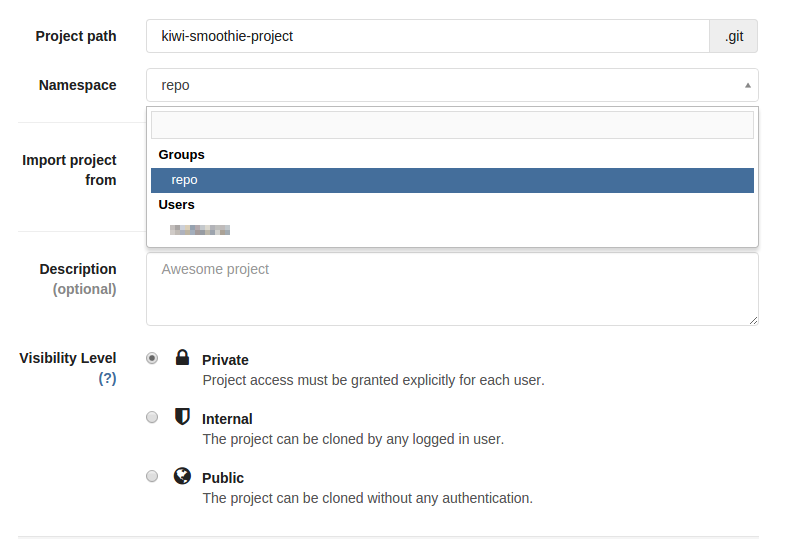 Project path
kiwi-smoothie-project
.git
Namespace
repo
Groups
repo
Users
Import project
from
Description
(optional)
Awesome project
Visibility Level
(?)
Private
Project access must be granted explicitly for each user.
Internal
The project can be cloned by any logged in user.
Public
The project can be cloned without any authentication.